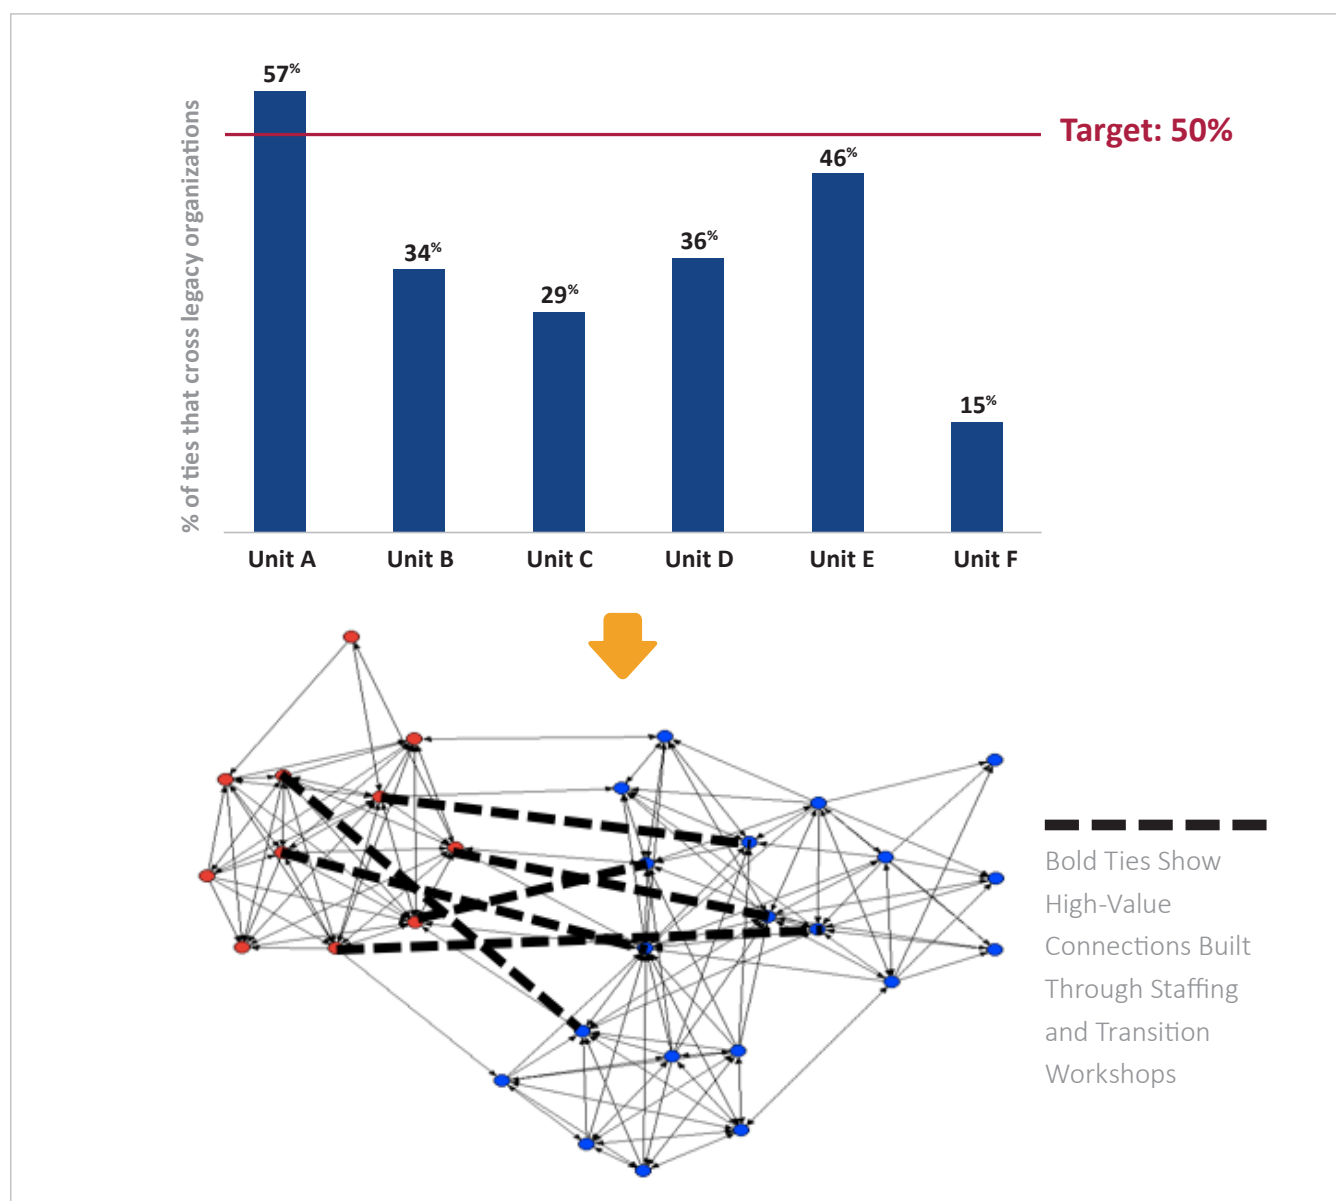 57%
Target: 50%
46%
36%
34%
29%
15%
% of ties that cross legacy organizations
Unit A Unit B Unit C Unit D Unit E Unit F
Bold Ties Show
High-Value
Connections Built
Through Staffing
and Transition
Workshops